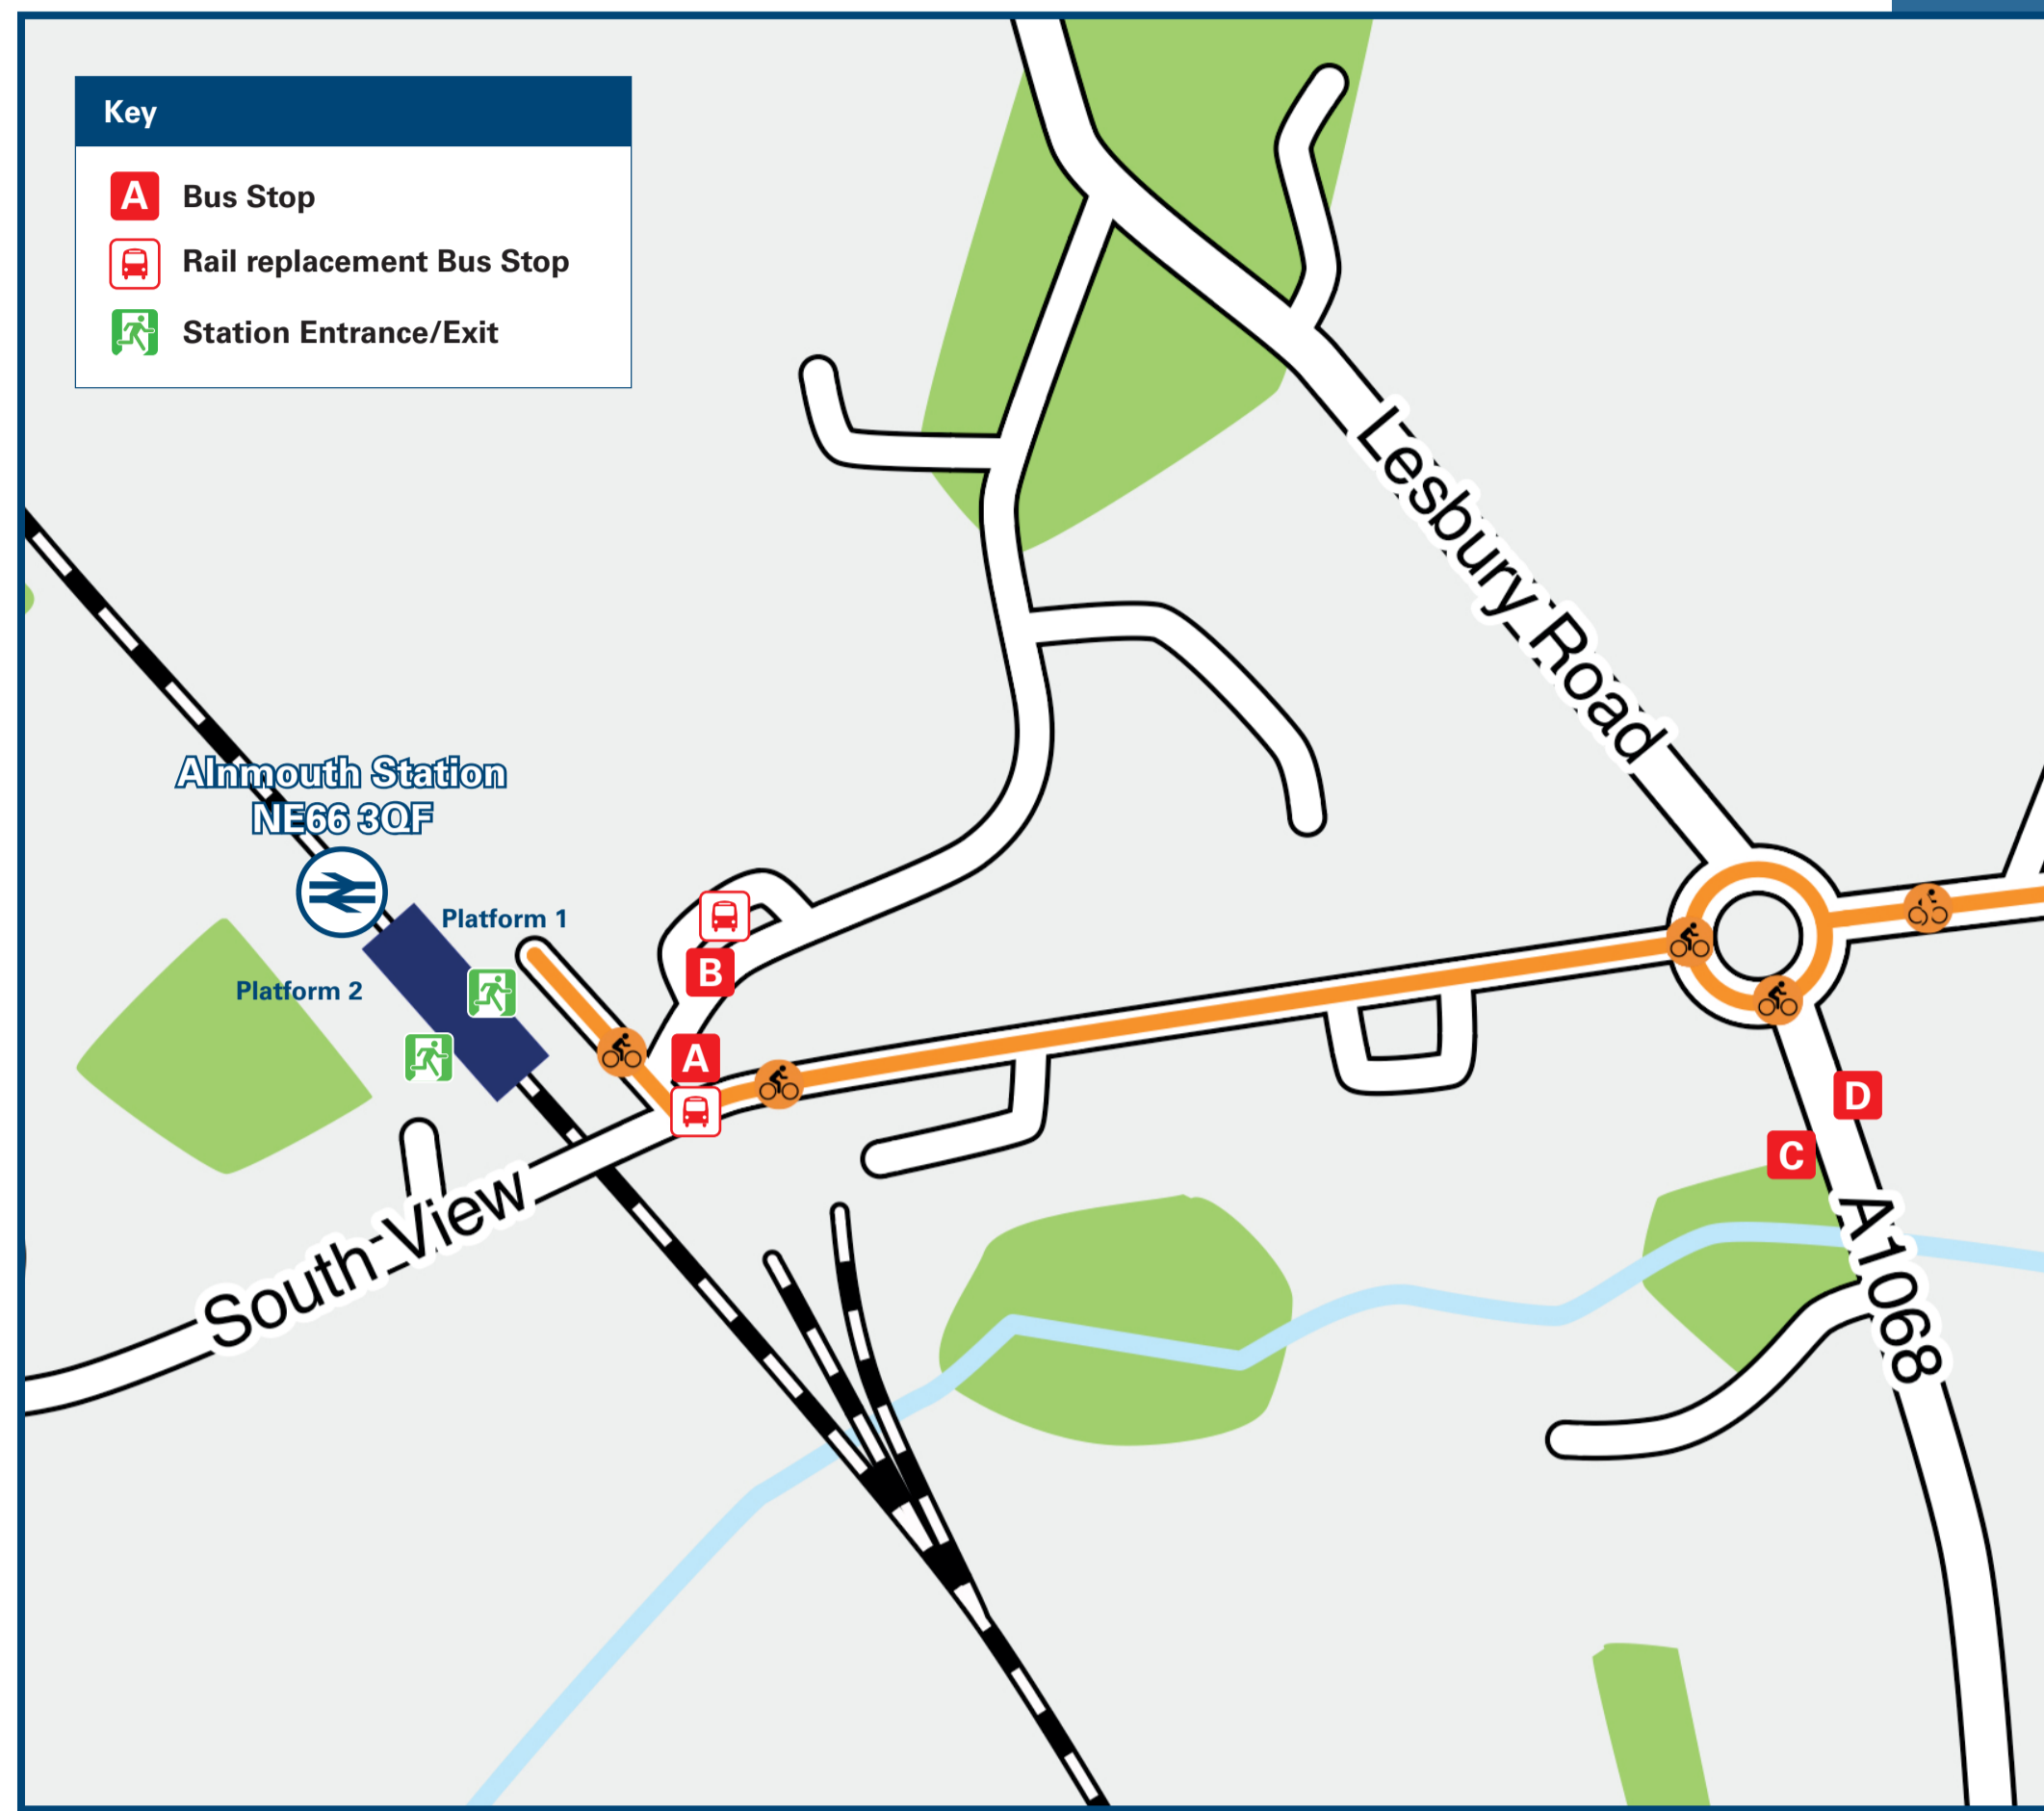 Key
A Bus Stop
Rail replacement Bus Stop
Station Entrance/Exit
Lesbury Road
Alnmouth Station
NE66 3QF
Platform 1
Platform 2
B
A
D
C
South View
A1068